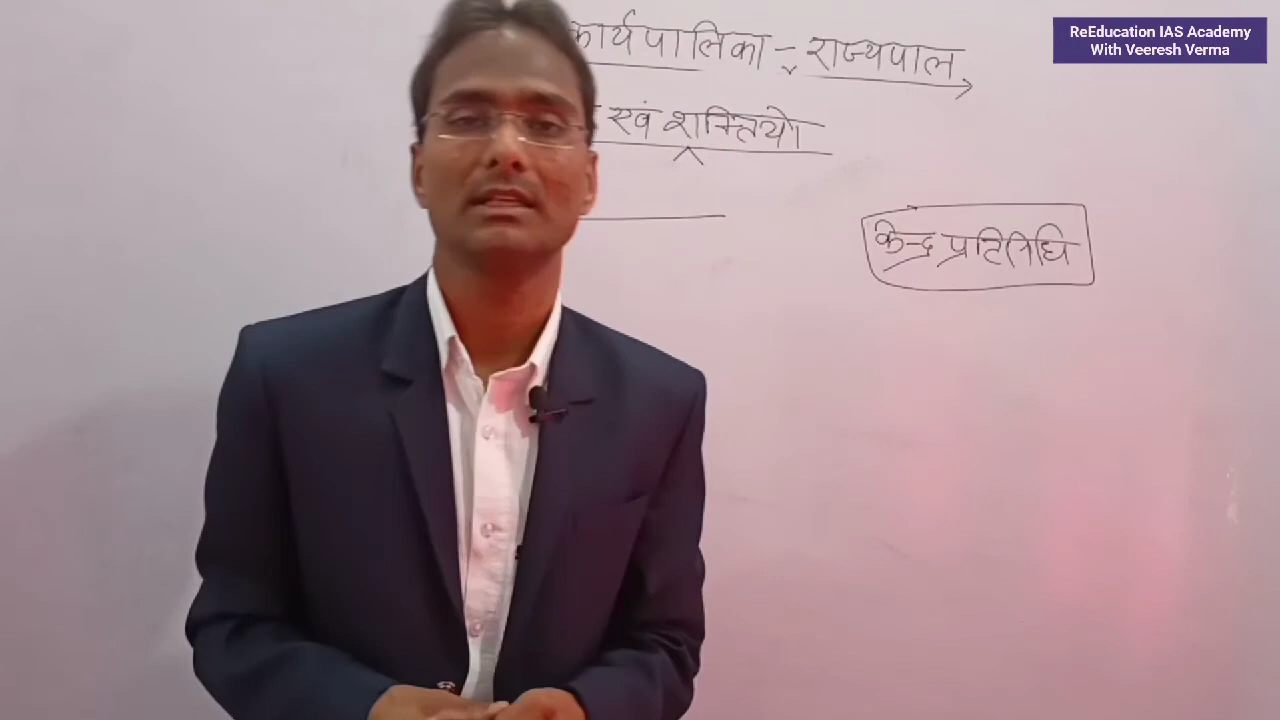 ReEducation IAS Academy
With Veeresh Verma
कार्यपालिका - राज्यपाल
एवं शक्तियो
केन्द्र प्रतिनिधि